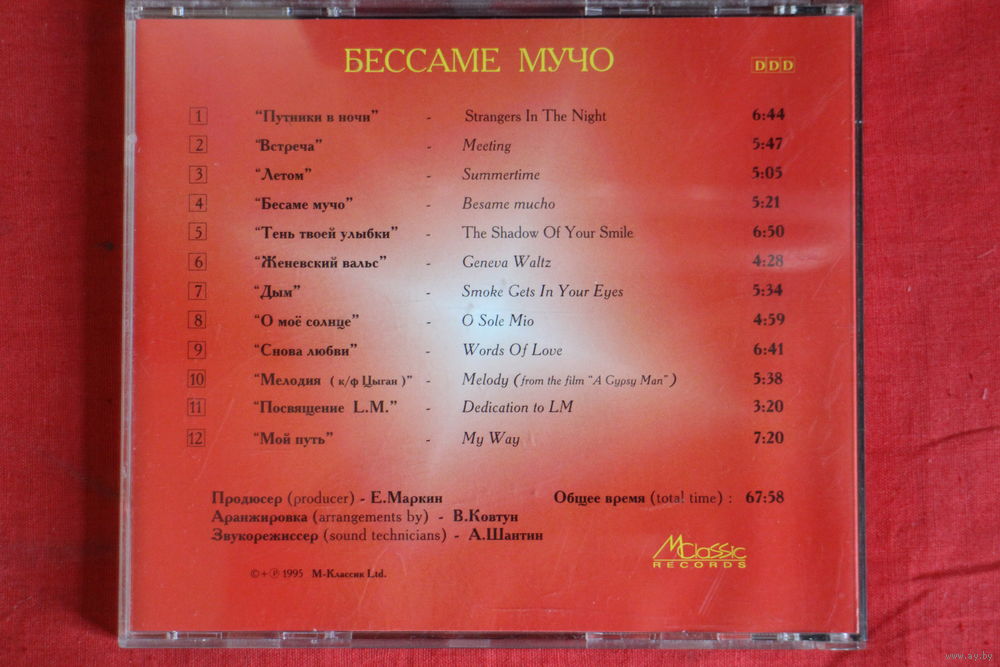 БЕССАМЕ МУЧО
DDD
1 "Путники в ночи" - Strangers In The Night 6:44
2 "Встреча" - Meeting 5:47
3 "Летом" - Summertime 5:05
4 "Бесаме мучо" - Besame mucho 5:21
5 "Тень твоей улыбки" - The Shadow Of Your Smile 6:50
6 "Женевский вальс" - Geneva Waltz 4:28
7 "Дым" - Smoke Gets In Your Eyes 5:34
8 "О моё солнце" - O Sole Mio 4:59
9 "Снова любви" - Words Of Love 6:41
10 "Мелодия ( к/ф Цыган )" - Melody (from the film "A Gypsy Man" ) 5:38
11 "Посвящение L.M." - Dedication to LM 3:20
12 "Мой путь" - My Way 7:20
Продюсер (producer) - Е.Маркин Общее время (total time) : 67:58
Аранжировка (arrangements by) - В.Ковтун
Звукорежиссер (sound technicians) - А.Шантин
MClassic
RECORDS
©+℗ 1995 М-Классик Ltd.
www.ay.by